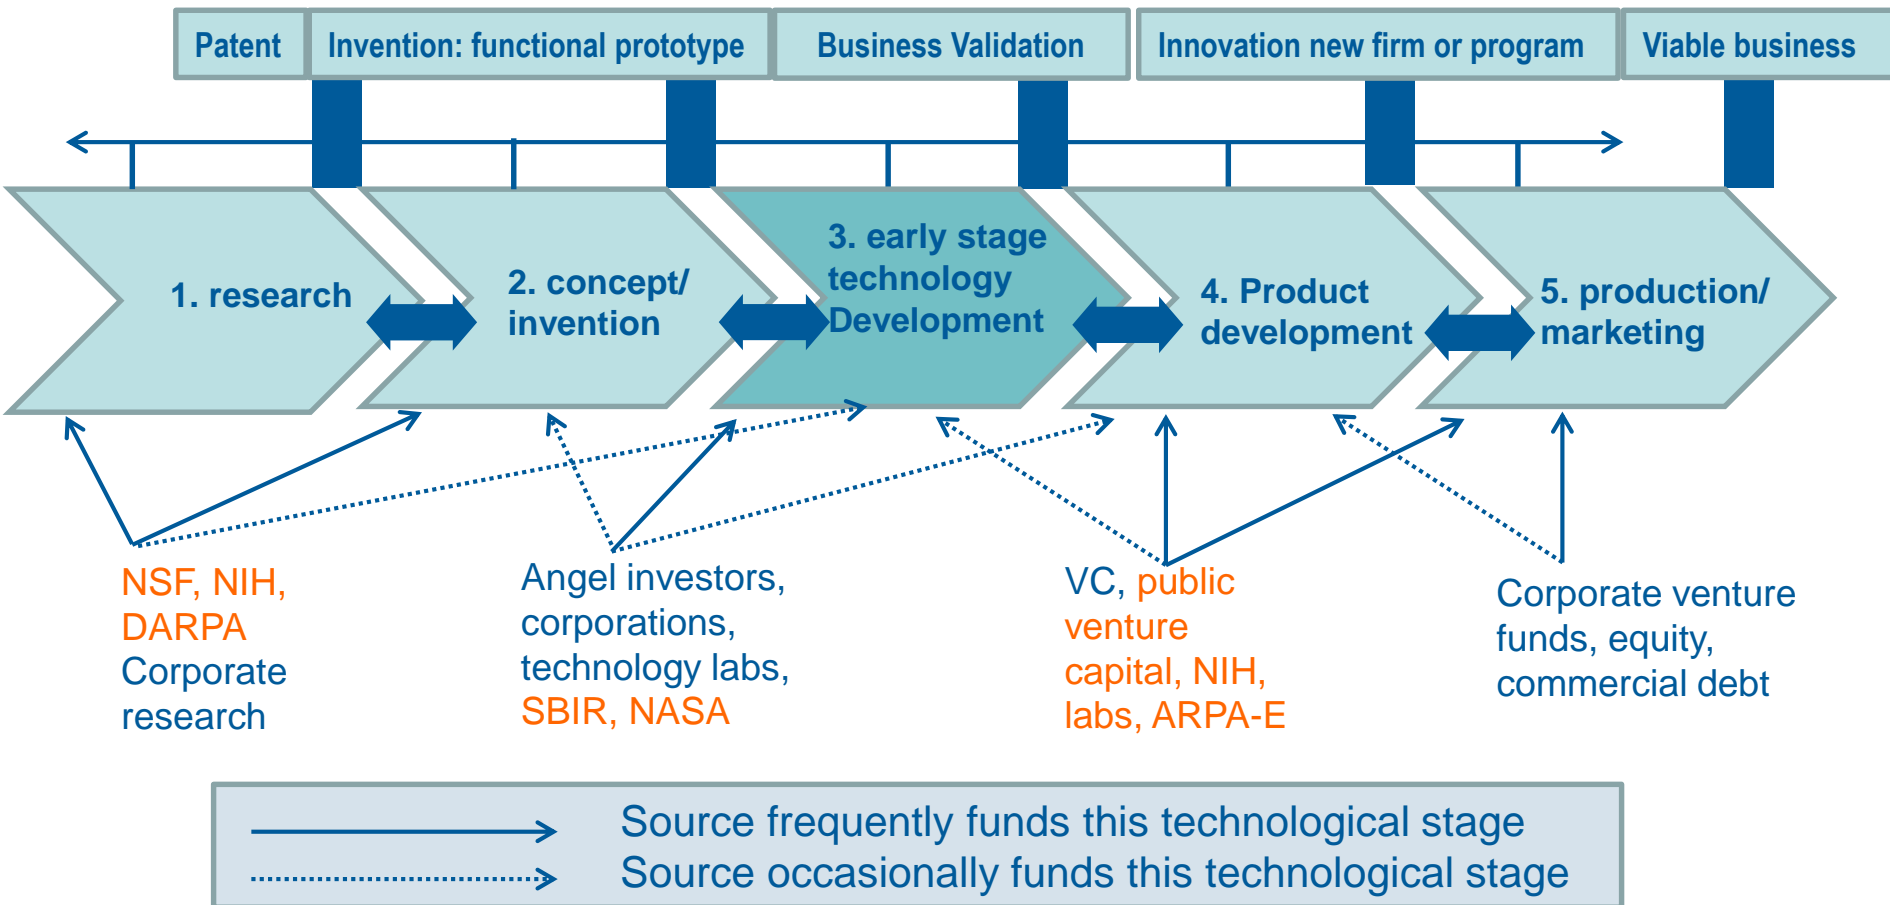 Patent
Invention: functional prototype
Business Validation
Innovation new firm or program
Viable business
1. research
2. concept/
invention
3. early stage
technology
Development
4. Product
development
5. production/
marketing
NSF, NIH,
DARPA
Corporate
research
Angel investors,
corporations,
technology labs,
SBIR, NASA
VC, public
venture
capital, NIH,
labs, ARPA-E
Corporate venture
funds, equity,
commercial debt
Source frequently funds this technological stage
Source occasionally funds this technological stage